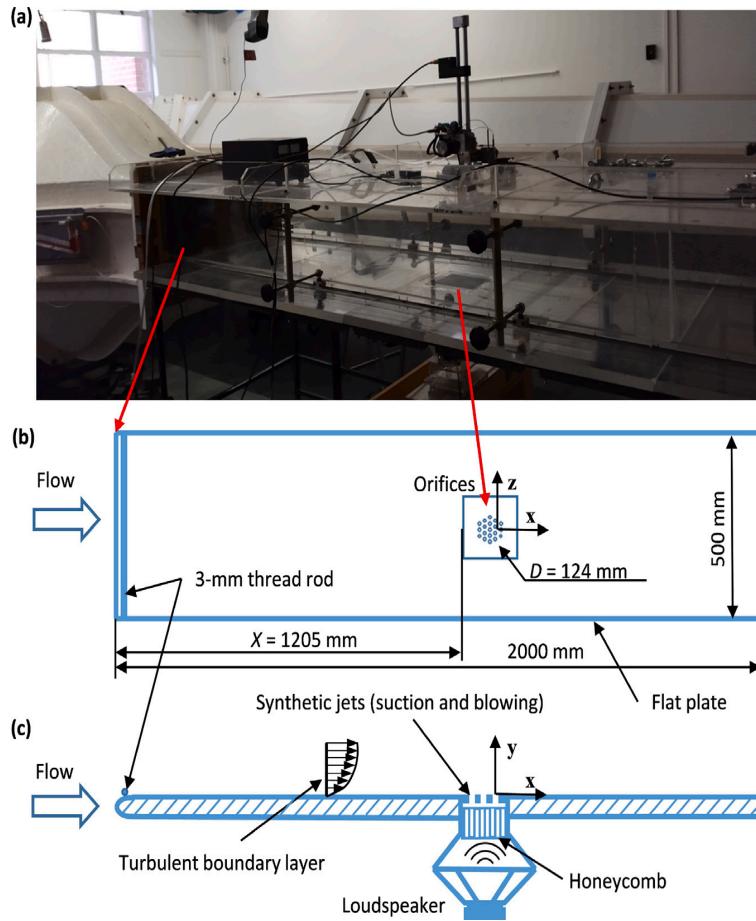 (a)
(b)
Flow
Orifices
z
x
500 mm
D = 124 mm
3-mm thread rod
X = 1205 mm
2000 mm
Synthetic jets (suction and blowing)
Flat plate
(c)
Flow
y
x
Turbulent boundary layer
Honeycomb
Loudspeaker